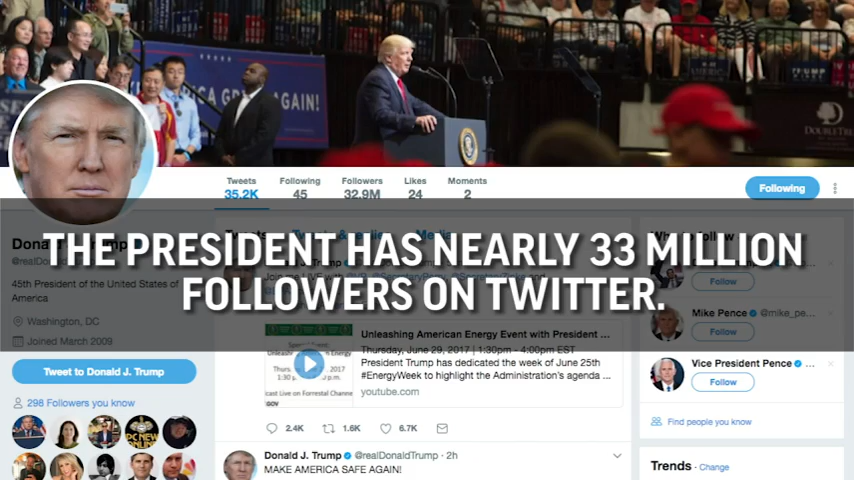 GREAT AGAIN!
DOUBLETREE
Tweets Following Followers Likes Moments
35.2K 45 32.9M 24 2
Following
THE PRESIDENT HAS NEARLY 33 MILLION
FOLLOWERS ON TWITTER.
45th President of the United States of
America
Washington, DC
Joined March 2009
Tweet to Donald J. Trump
298 Followers you know
Unleashing American Energy Event with President ...
Thursday, June 29, 2017 | 1:30pm - 4:00pm EST
President Trump has dedicated the week of June 25th
#EnergyWeek to highlight the Administration's agenda ...
youtube.com
2.4K 1.6K 6.7K
Donald J. Trump @realDonaldTrump · 2h
MAKE AMERICA SAFE AGAIN!
Follow
Mike Pence @mike_pe...
Follow
Vice President Pence ...
Follow
Find people you know
Trends · Change